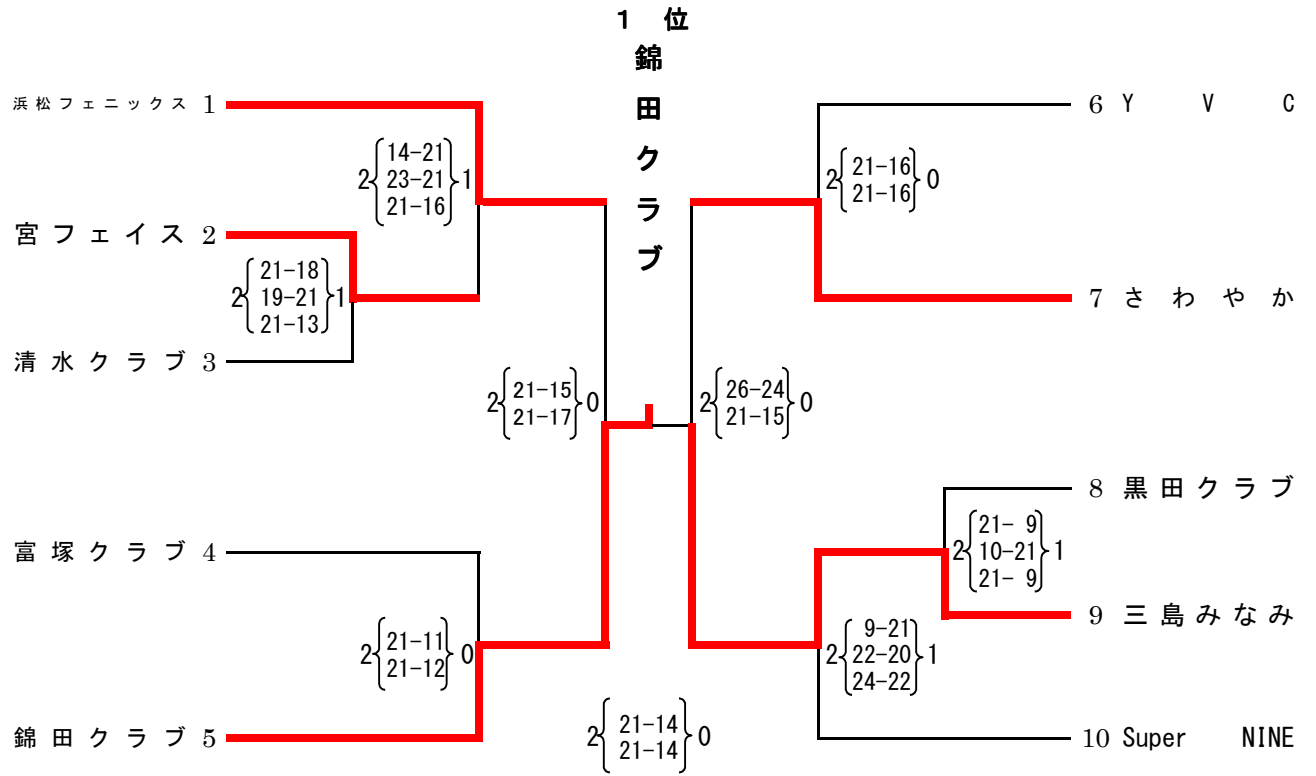 1 位
錦田クラブ
浜松フェニックス 1
2 14-21 1
23-21
21-16
宮フェイス 2
2 21-18 1
19-21
21-13
清水クラブ 3
2 21-15 0
21-17
富塚クラブ 4
2 21-11 0
21-12
錦田クラブ 5
2 21-14 0
21-14
6 Y V C
2 21-16 0
21-16
7 さわやか
2 26-24 0
21-15
8 黒田クラブ
2 21- 9 1
10-21
21- 9
9 三島みなみ
2 9-21 1
22-20
24-22
10 Super NINE